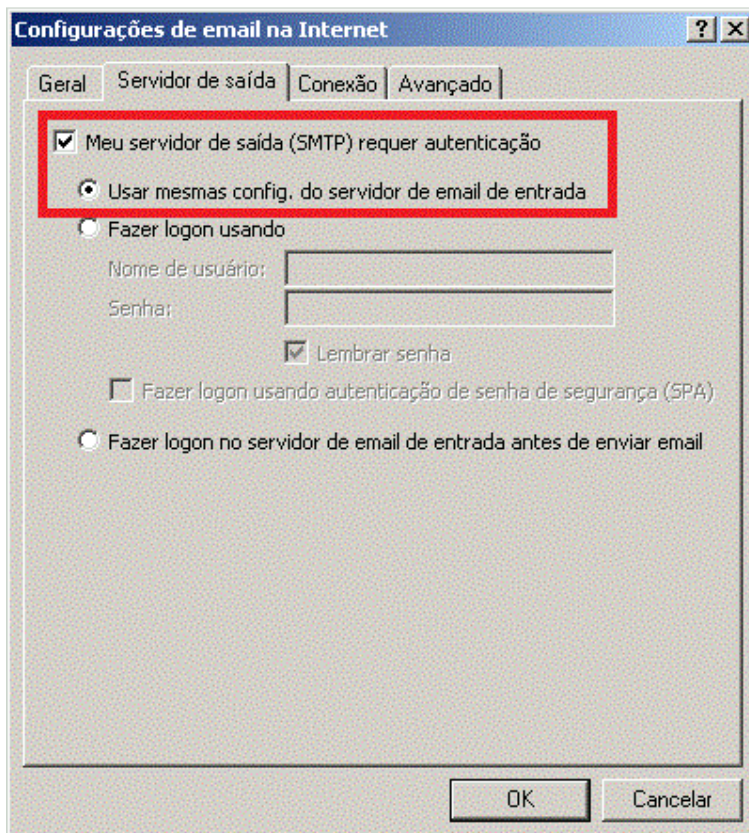 Configurações de email na Internet
Geral Servidor de saída Conexão Avançado
Meu servidor de saída (SMTP) requer autenticação
Usar mesmas config. do servidor de email de entrada
Fazer logon usando
Nome de usuário:
Senha:
Lembrar senha
Fazer logon usando autenticação de senha de segurança (SPA)
Fazer logon no servidor de email de entrada antes de enviar email
OK Cancelar